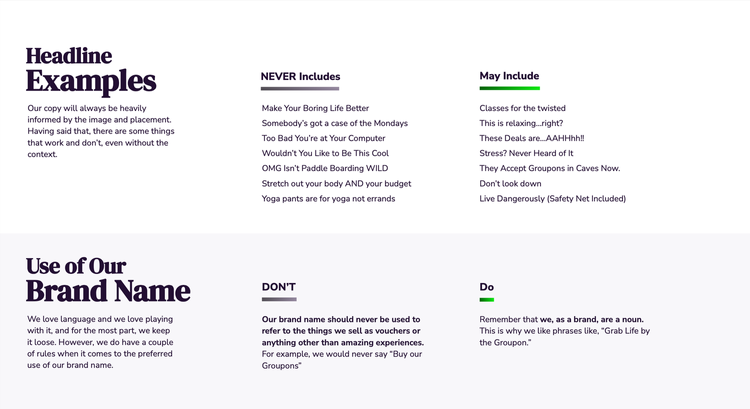 Headline
Examples
Our copy will always be heavily
informed by the image and placement.
Having said that, there are some things
that work and don't, even without the
context.
NEVER Includes
Make Your Boring Life Better
Somebody's got a case of the Mondays
Too Bad You're at Your Computer
Wouldn't You Like to Be This Cool
OMG Isn't Paddle Boarding WILD
Stretch out your body AND your budget
Yoga pants are for yoga not errands
May Include
Classes for the twisted
This is relaxing...right?
These Deals are...AAHHhh!!
Stress? Never Heard of It
They Accept Groupons in Caves Now.
Don't look down
Live Dangerously (Safety Net Included)
Use of Our
Brand Name
We love language and we love playing
with it, and for the most part, we keep
it loose. However, we do have a couple
of rules when it comes to the preferred
use of our brand name.
DON'T
Our brand name should never be used to
refer to the things we sell as vouchers or
anything other than amazing experiences.
For example, we would never say "Buy our
Groupons"
Do
Remember that we, as a brand, are a noun.
This is why we like phrases like, "Grab Life by
the Groupon."